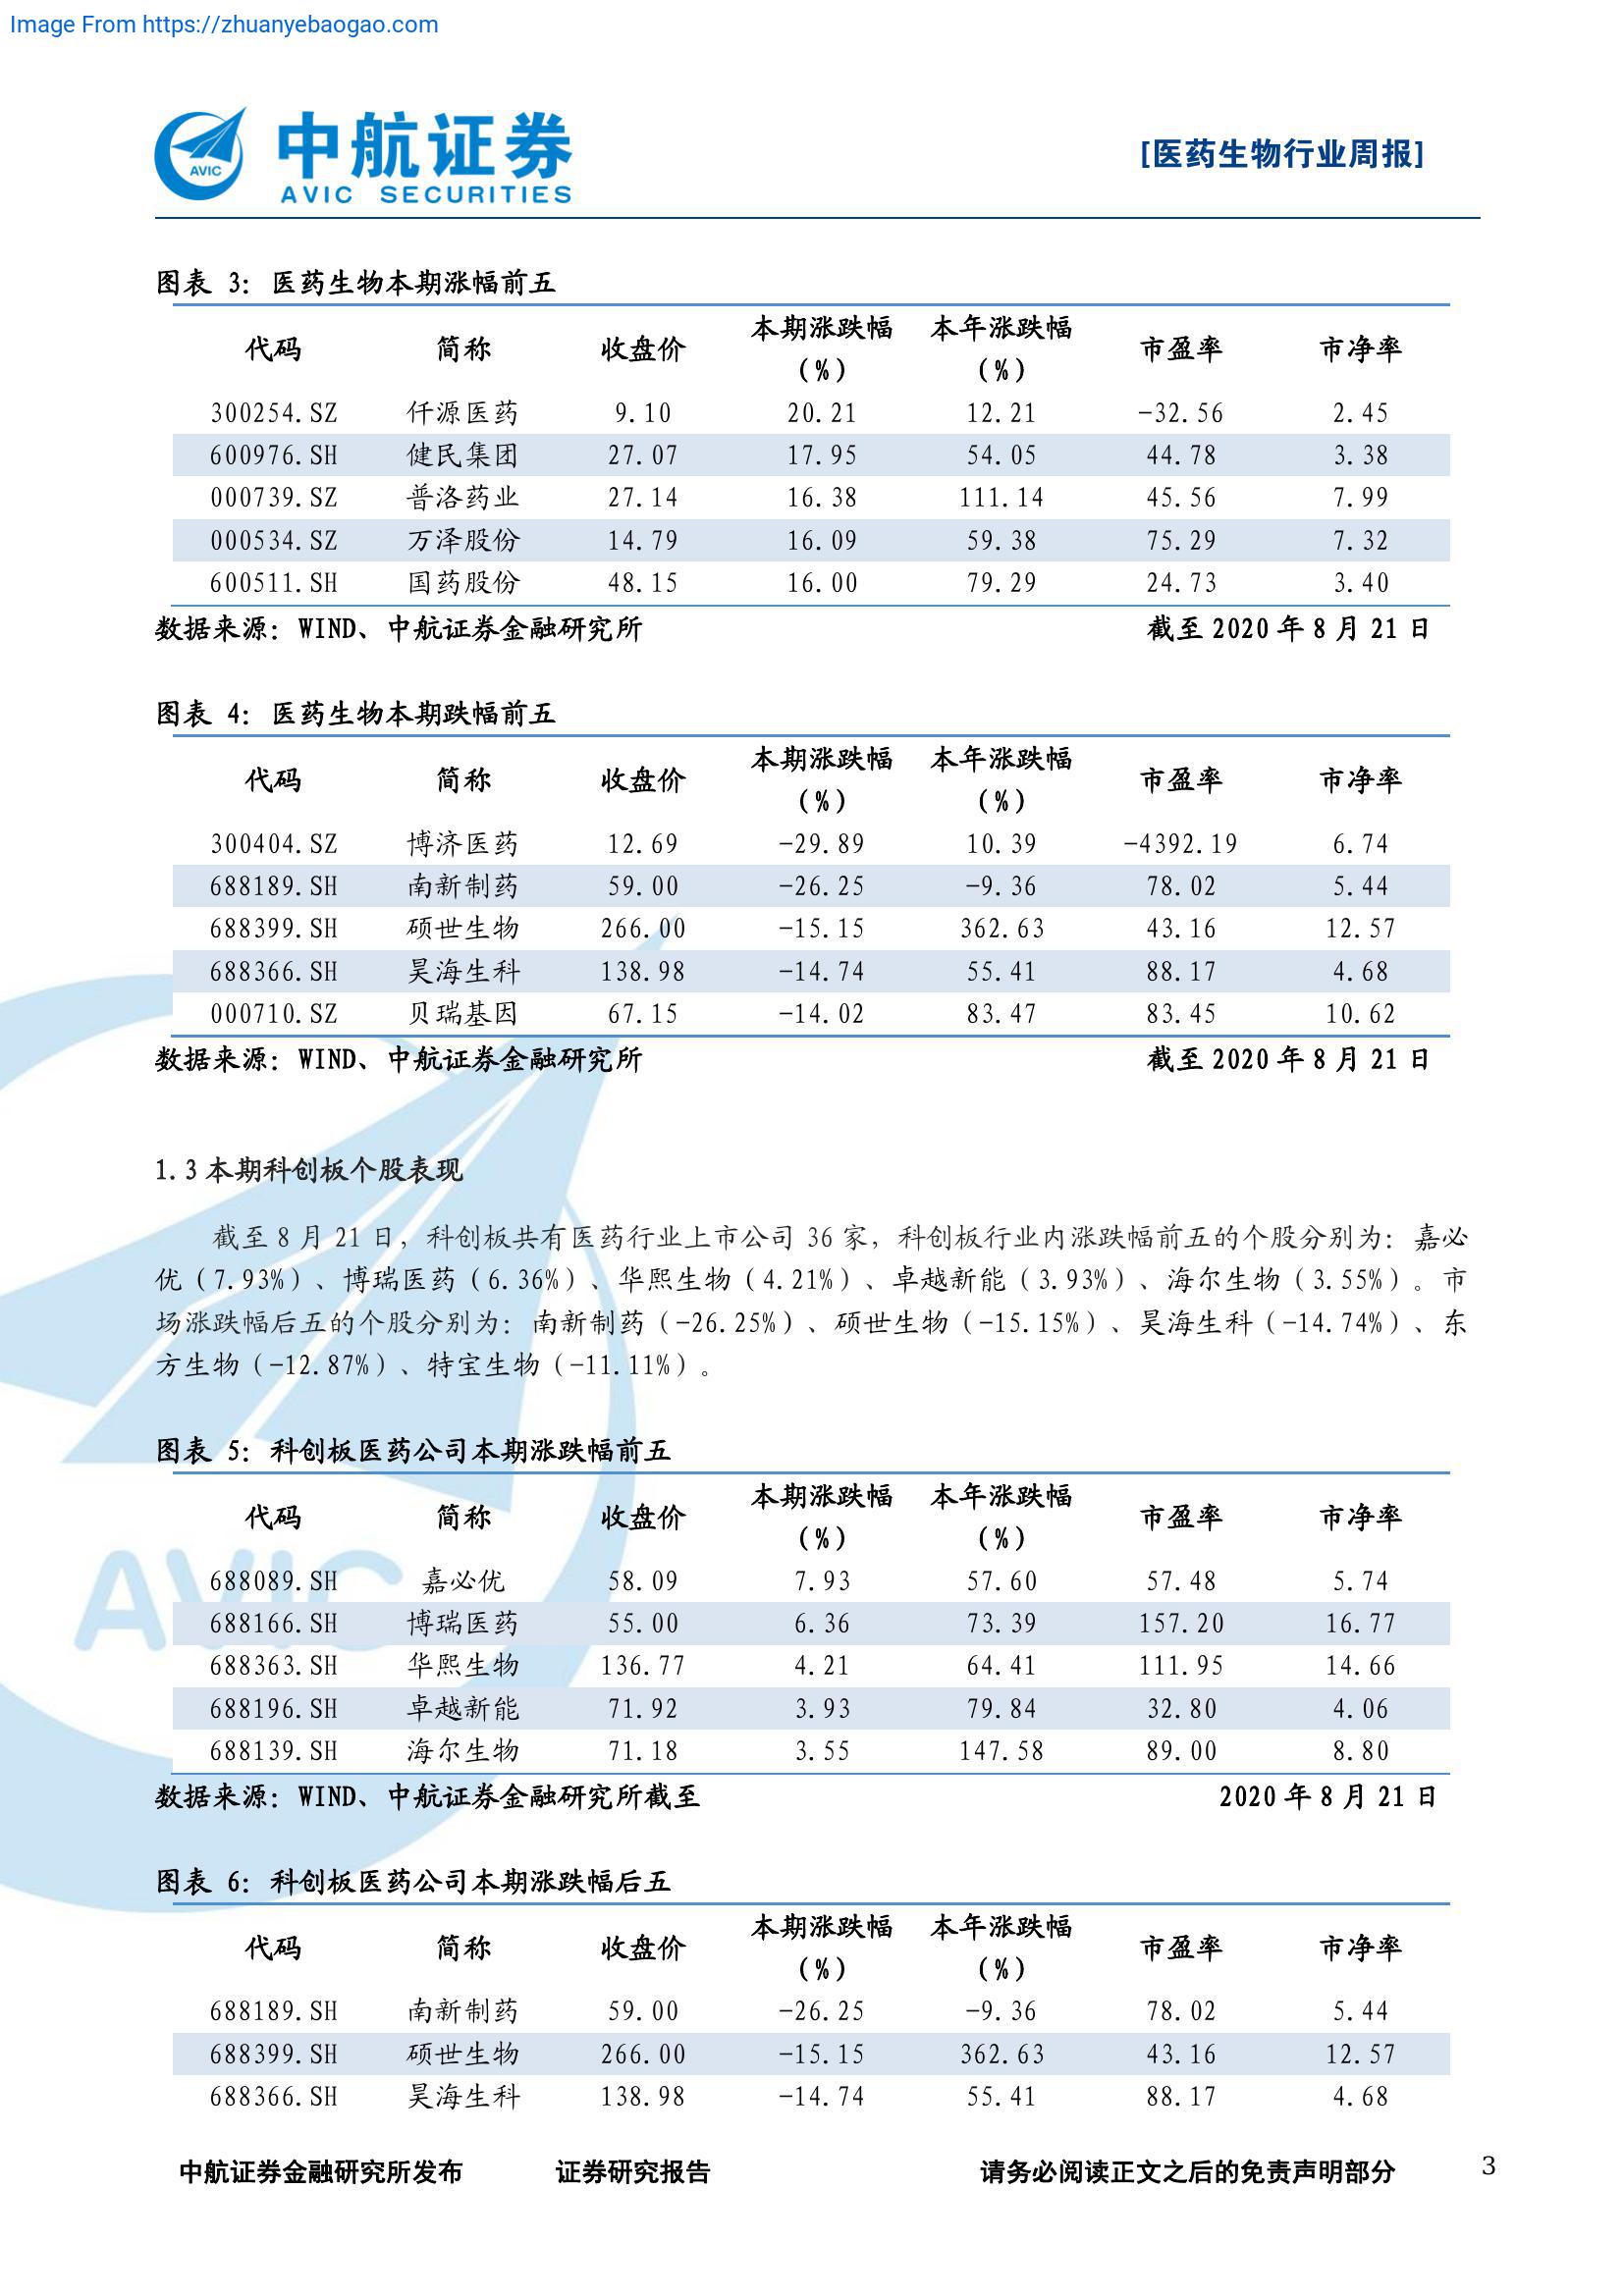 Image From https://zhuanyebaogao.com
AVIC
中航证券
AVIC SECURITIES
[医药生物行业周报]
图表 3: 医药生物本期涨幅前五
代码 简称 收盘价 本期涨跌幅(%) 本年涨跌幅(%) 市盈率 市净率
300254.SZ 仟源医药 9.10 20.21 12.21 -32.56 2.45
600976.SH 健民集团 27.07 17.95 54.05 44.78 3.38
000739.SZ 普洛药业 27.14 16.38 111.14 45.56 7.99
000534.SZ 万泽股份 14.79 16.09 59.38 75.29 7.32
600511.SH 国药股份 48.15 16.00 79.29 24.73 3.40
数据来源: WIND、中航证券金融研究所 截至 2020 年 8 月 21 日
图表 4: 医药生物本期跌幅前五
代码 简称 收盘价 本期涨跌幅(%) 本年涨跌幅(%) 市盈率 市净率
300404.SZ 博济医药 12.69 -29.89 10.39 -4392.19 6.74
688189.SH 南新制药 59.00 -26.25 -9.36 78.02 5.44
688399.SH 硕世生物 266.00 -15.15 362.63 43.16 12.57
688366.SH 昊海生科 138.98 -14.74 55.41 88.17 4.68
000710.SZ 贝瑞基因 67.15 -14.02 83.47 83.45 10.62
数据来源: WIND、中航证券金融研究所 截至 2020 年 8 月 21 日
1.3 本期科创板个股表现
截至 8 月 21 日，科创板共有医药行业上市公司 36 家，科创板行业内涨跌幅前五的个股分别为：嘉必
优（7.93%）、博瑞医药（6.36%）、华熙生物（4.21%）、卓越新能（3.93%）、海尔生物（3.55%）。市
场涨跌幅后五的个股分别为：南新制药（-26.25%）、硕世生物（-15.15%）、昊海生科（-14.74%）、东
方生物（-12.87%）、特宝生物（-11.11%）。
图表 5: 科创板医药公司本期涨跌幅前五
代码 简称 收盘价 本期涨跌幅(%) 本年涨跌幅(%) 市盈率 市净率
688089.SH 嘉必优 58.09 7.93 57.60 57.48 5.74
688166.SH 博瑞医药 55.00 6.36 73.39 157.20 16.77
688363.SH 华熙生物 136.77 4.21 64.41 111.95 14.66
688196.SH 卓越新能 71.92 3.93 79.84 32.80 4.06
688139.SH 海尔生物 71.18 3.55 147.58 89.00 8.80
数据来源: WIND、中航证券金融研究所截至 2020 年 8 月 21 日
图表 6: 科创板医药公司本期涨跌幅后五
代码 简称 收盘价 本期涨跌幅(%) 本年涨跌幅(%) 市盈率 市净率
688189.SH 南新制药 59.00 -26.25 -9.36 78.02 5.44
688399.SH 硕世生物 266.00 -15.15 362.63 43.16 12.57
688366.SH 昊海生科 138.98 -14.74 55.41 88.17 4.68
中航证券金融研究所发布 证券研究报告 请务必阅读正文之后的免责声明部分 3
AVIC